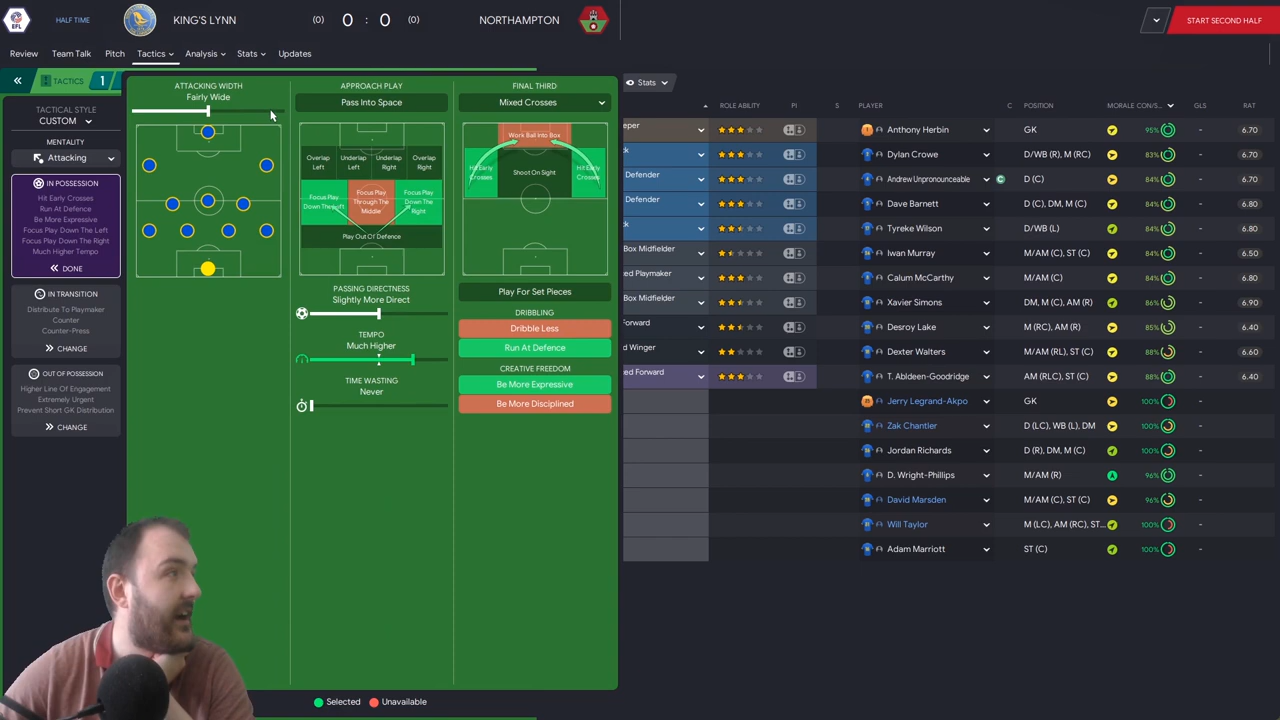 EFL
HALF TIME
KING'S LYNN
(0)
0 : 0
(0)
NORTHAMPTON
START SECOND HALF
Review
Team Talk
Pitch
Tactics
Analysis
Stats
Updates
TACTICS
1
TACTICAL STYLE
CUSTOM
MENTALITY
Attacking
IN POSSESSION
Hit Early Crosses
Run At Defence
Be More Expressive
Focus Play Down The Left
Focus Play Down The Right
Much Higher Tempo
DONE
IN TRANSITION
Distribute To Playmaker
Counter
Counter-Press
CHANGE
OUT OF POSSESSION
Higher Line Of Engagement
Extremely Urgent
Prevent Short GK Distribution
CHANGE
ATTACKING WIDTH
Fairly Wide
APPROACH PLAY
Pass Into Space
Overlap Left
Underlap Left
Underlap Right
Overlap Right
Focus Play Down The Left
Focus Play Through The Middle
Focus Play Down The Right
Play Out Of Defence
PASSING DIRECTNESS
Slightly More Direct
TEMPO
Much Higher
TIME WASTING
Never
FINAL THIRD
Mixed Crosses
Work Ball Into Box
Hit Early Crosses
Shoot On Sight
Hit Early Crosses
Play For Set Pieces
DRIBBLING
Dribble Less
Run At Defence
CREATIVE FREEDOM
Be More Expressive
Be More Disciplined
Selected
Unavailable
Stats
ROLE ABILITY PI S PLAYER C POSITION MORALE CON/S... GLS RAT
eeper Anthony Herbin GK 95% - 6.70
ck Dylan Crowe D/WB (R), M (RC) 83% - 6.70
Defender Andrew Unpronounceable C D (C) 84% - 6.70
Defender Dave Barnett D (C), DM, M (C) 84% - 6.80
ck Tyreke Wilson D/WB (L) 84% - 6.80
Box Midfielder Iwan Murray M/AM (C), ST (C) 84% - 6.80
ed Playmaker Calum McCarthy M/AM (C) 84% - 6.80
Box Midfielder Xavier Simons DM, M (C), AM (R) 86% - 6.90
Forward Desroy Lake M (RC), AM (R) 85% - 6.40
d Winger Dexter Walters M/AM (RL), ST (C) 88% - 6.60
ced Forward T. Abldeen-Goodridge AM (RLC), ST (C) 88% - 6.40
Jerry Legrand-Akpo GK 100% - -
Zak Chantler D (LC), WB (L), DM 100% - -
Jordan Richards D (R), DM, M (C) 100% - -
D. Wright-Phillips M/AM (R) 96% - -
David Marsden M/AM (C), ST (C) 96% - -
Will Taylor M (LC), AM (RC), ST... 100% - -
Adam Marriott ST (C) 100% - -